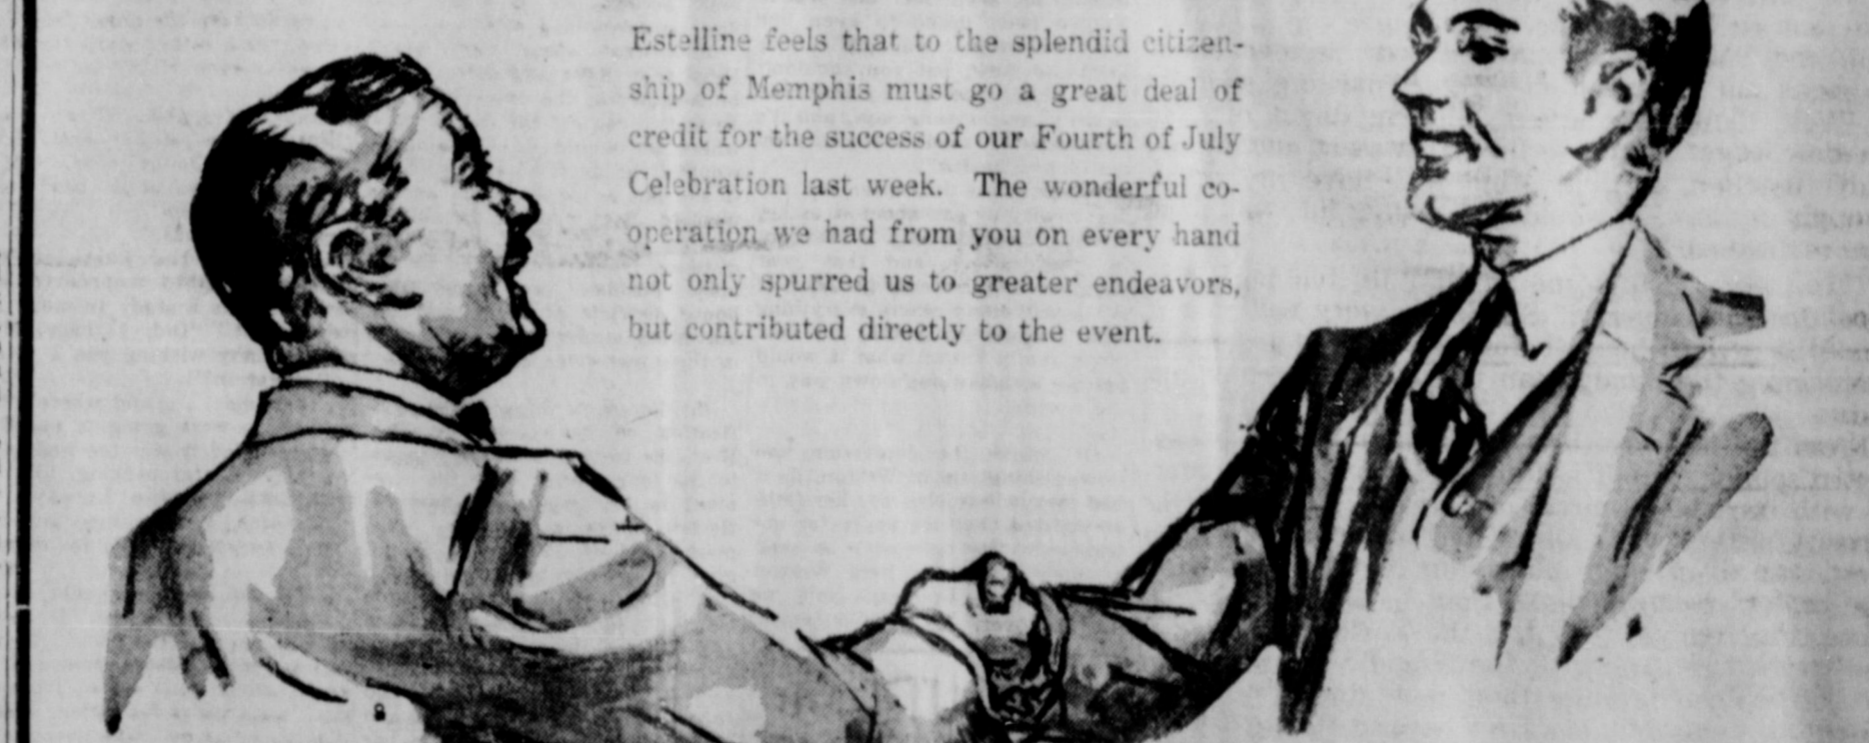 Estelline feels that to the splendid citizen-
ship of Memphis must go a great deal of
credit for the success of our Fourth of July
Celebration last week. The wonderful co-
operation we had from you on every hand
not only spurred us to greater endeavors,
but contributed directly to the event.